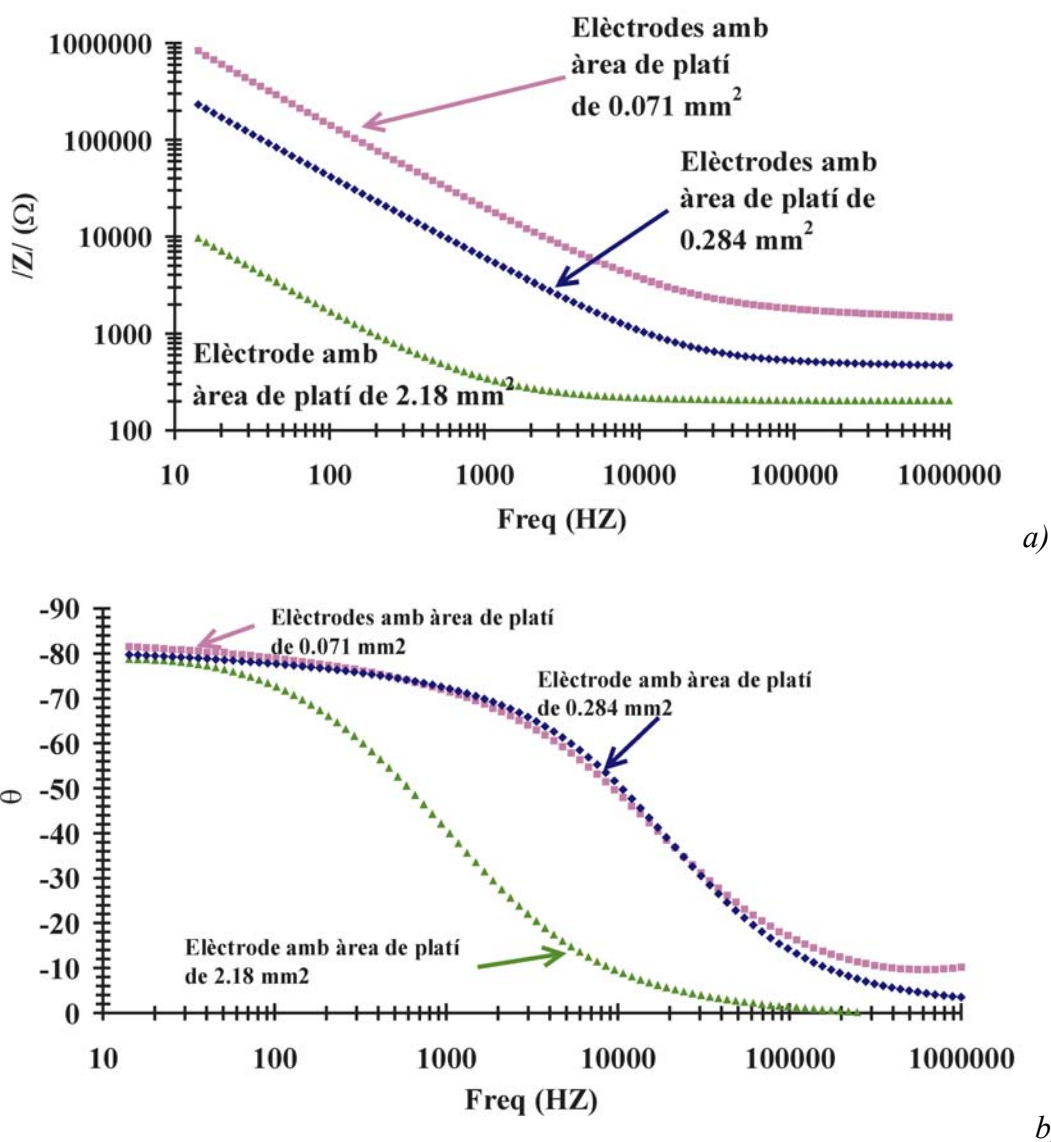 Elèctrodes amb
àrea de platí
de 0.071 mm2
Elèctrodes amb
àrea de platí de
0.284 mm2
Elèctrode amb
àrea de platí de 2.18 mm2
/Z/ (Ω)
1000000
100000
10000
1000
100
10 100 1000 10000 100000 1000000
Freq (HZ)
a)
Elèctrodes amb àrea de platí
de 0.071 mm2
Elèctrode amb àrea de platí
de 0.284 mm2
Elèctrode amb àrea de platí
de 2.18 mm2
θ
-90
-80
-70
-60
-50
-40
-30
-20
-10
0
10 100 1000 10000 100000 1000000
Freq (HZ)
b